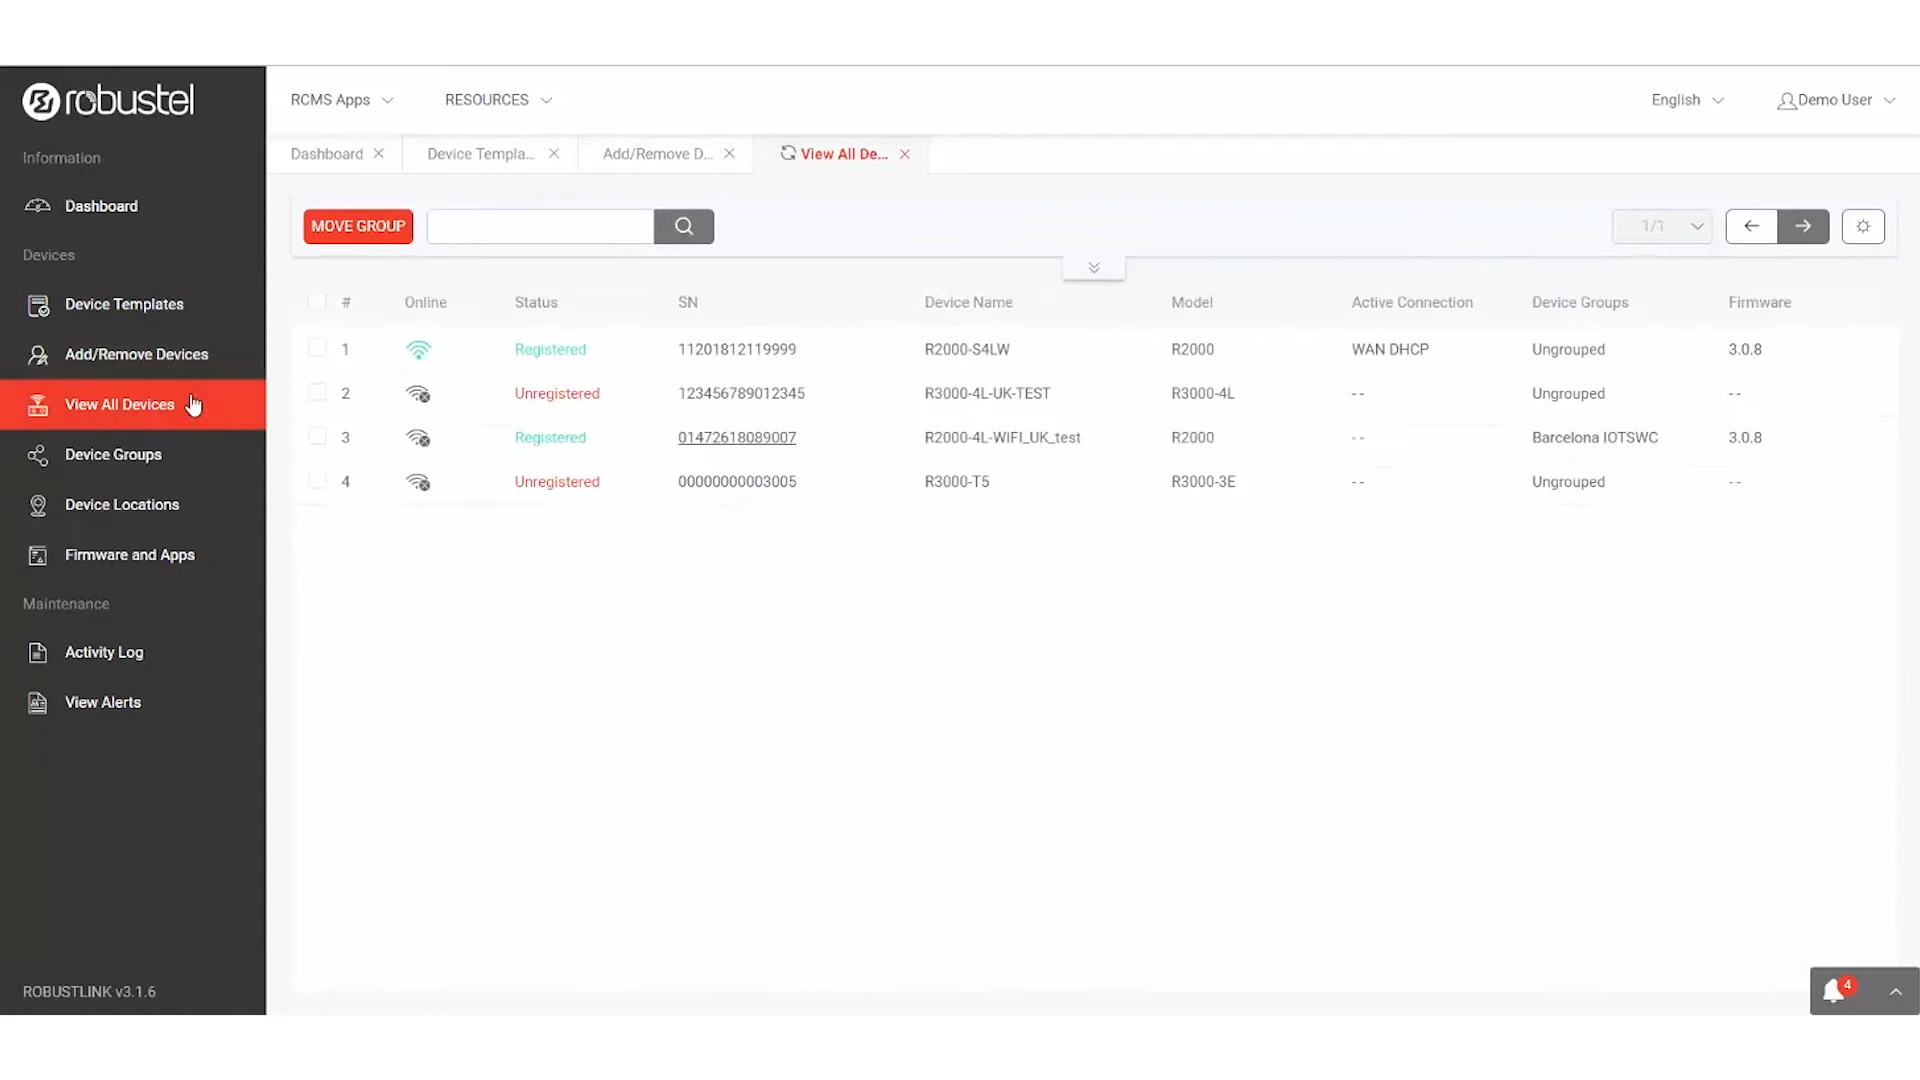 robustel
RCMS Apps RESOURCES English Demo User
Information
Dashboard
Devices
Device Templates
Add/Remove Devices
View All Devices
Device Groups
Device Locations
Firmware and Apps
Maintenance
Activity Log
View Alerts
ROBUSTLINK v3.1.6
Dashboard Device Templa... Add/Remove D... View All De...
MOVE GROUP 1/1
# Online Status SN Device Name Model Active Connection Device Groups Firmware
1 Registered 11201812119999 R2000-S4LW R2000 WAN DHCP Ungrouped 3.0.8
2 Unregistered 123456789012345 R3000-4L-UK-TEST R3000-4L -- Ungrouped --
3 Registered 01472618089007 R2000-4L-WIFI_UK_test R2000 -- Barcelona IOTSWC 3.0.8
4 Unregistered 00000000003005 R3000-T5 R3000-3E -- Ungrouped --
4